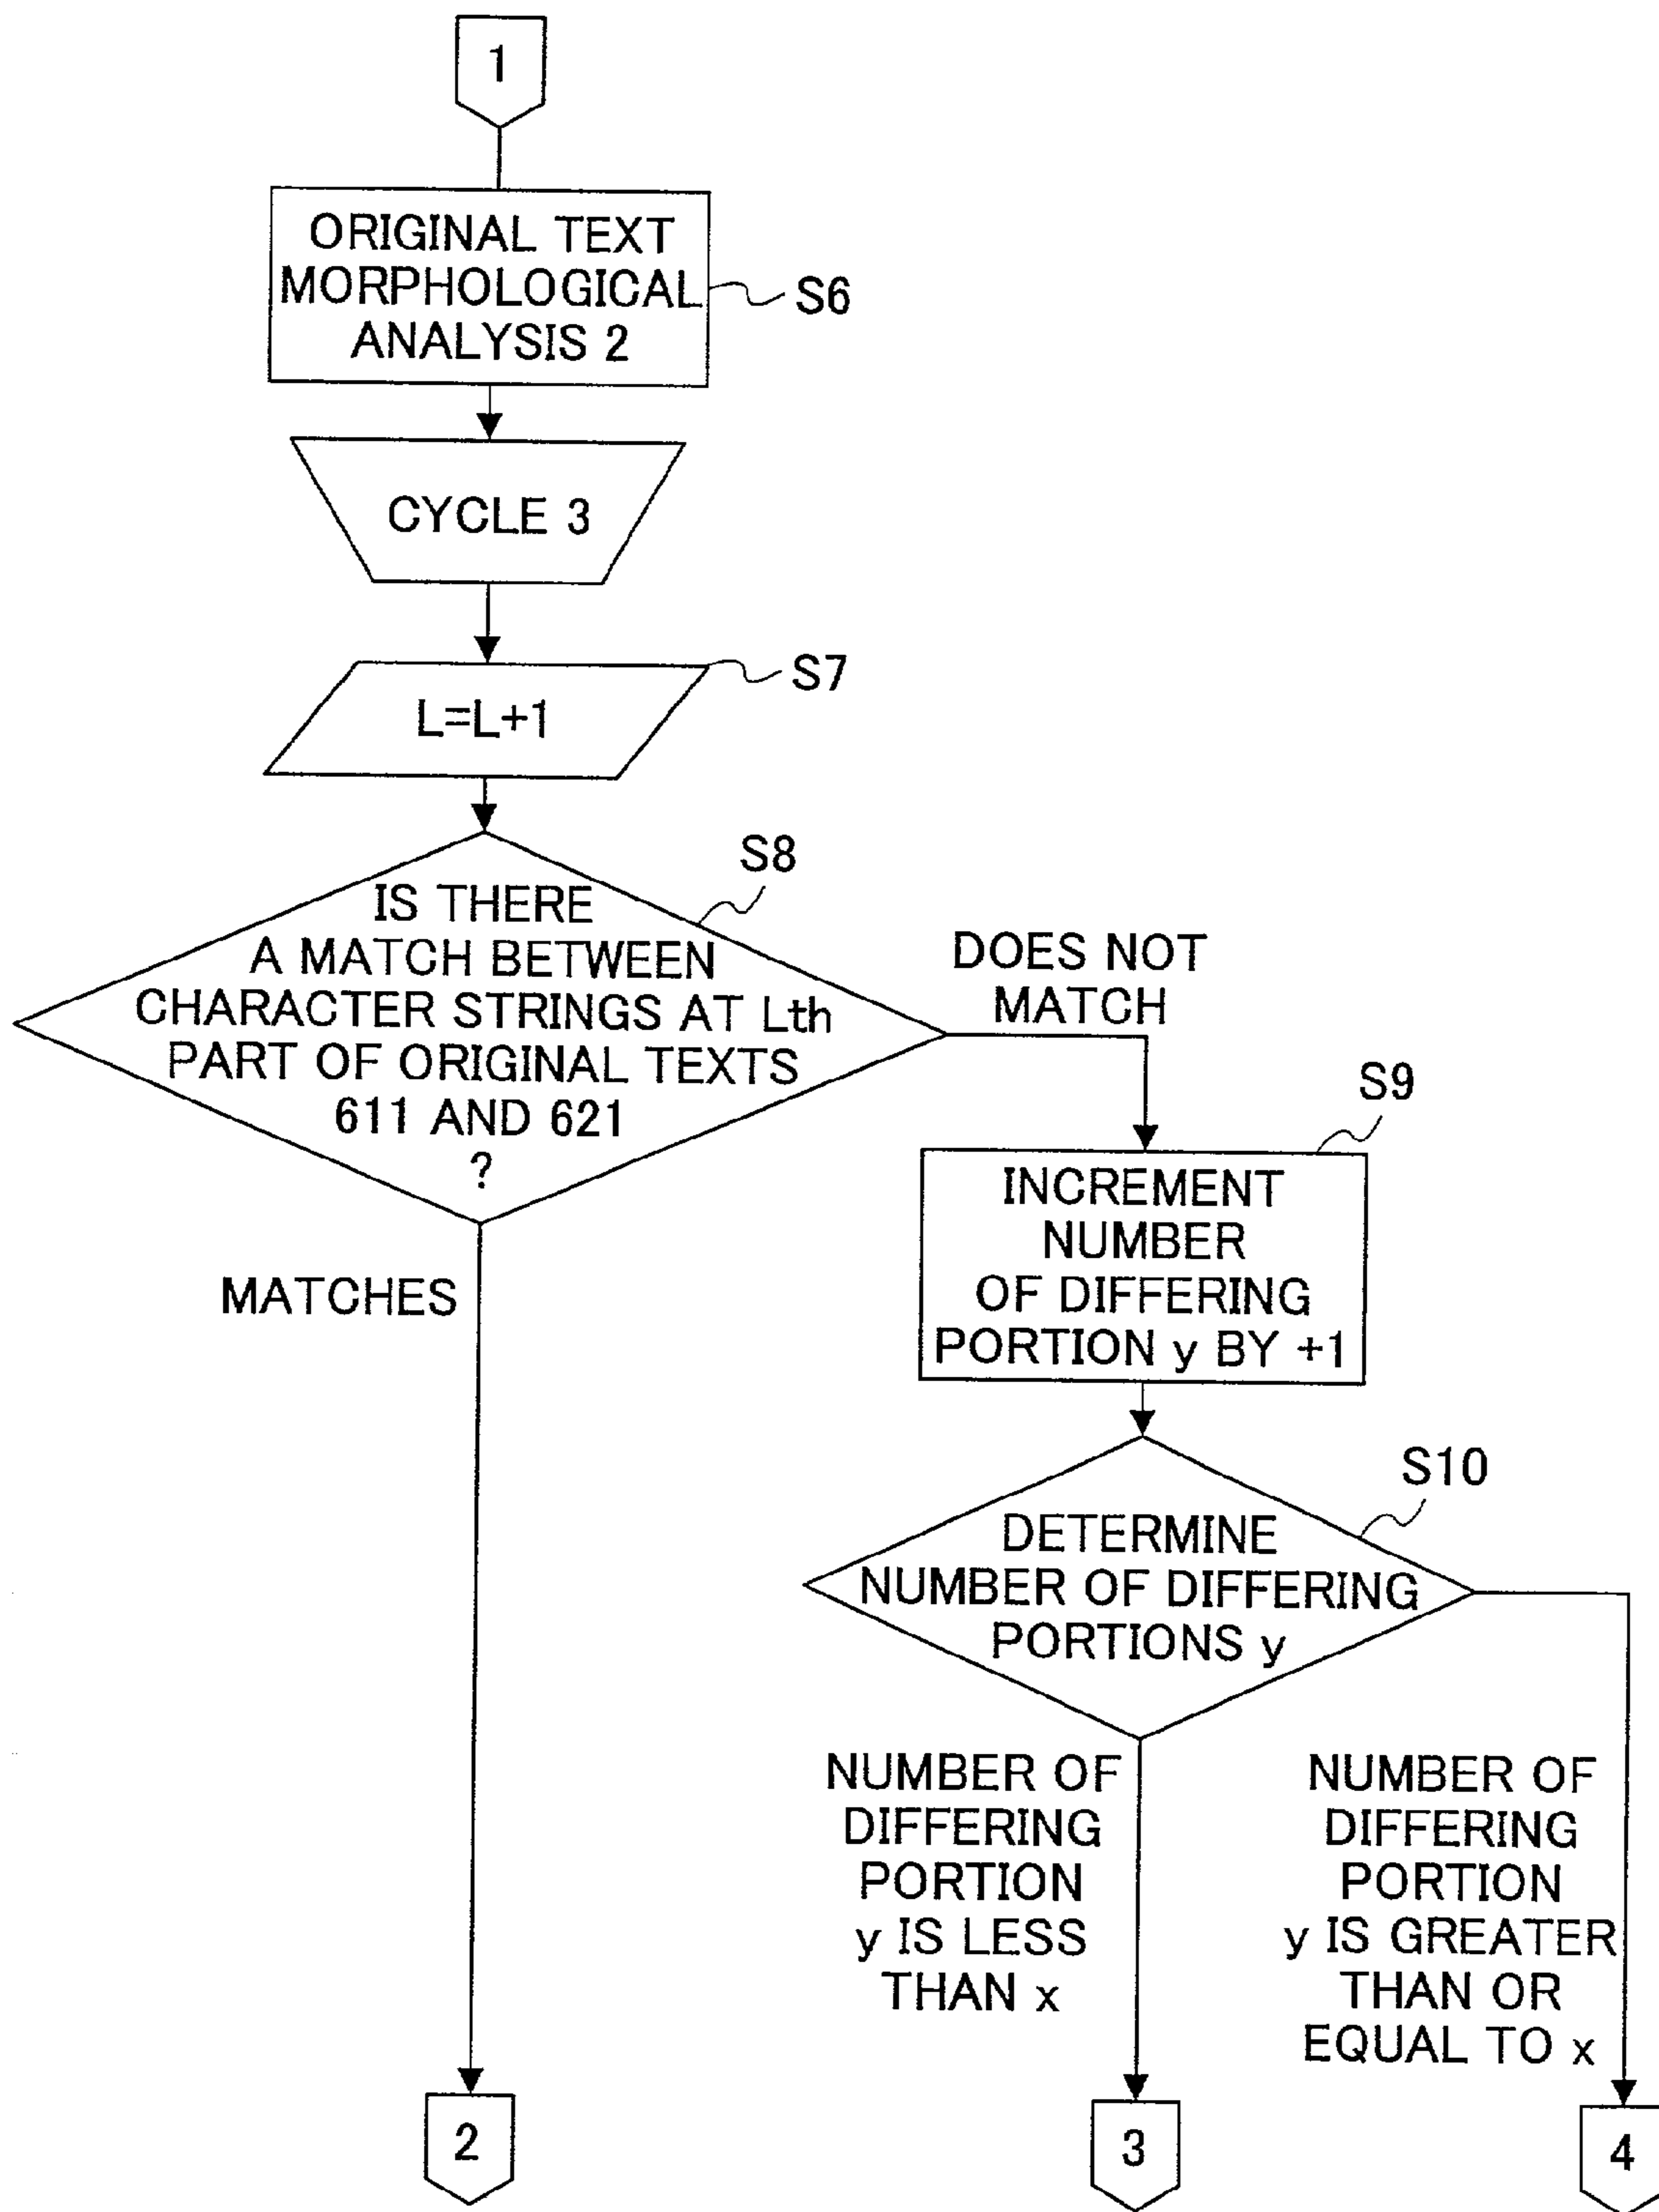 1
ORIGINAL TEXT
MORPHOLOGICAL
ANALYSIS 2
S6
CYCLE 3
S7
L=L+1
S8
IS THERE
A MATCH BETWEEN
CHARACTER STRINGS AT Lth
PART OF ORIGINAL TEXTS
611 AND 621
?
DOES NOT
MATCH
MATCHES
S9
INCREMENT
NUMBER
OF DIFFERING
PORTION y BY +1
S10
DETERMINE
NUMBER OF DIFFERING
PORTIONS y
NUMBER OF
DIFFERING
PORTION
y IS LESS
THAN x
NUMBER OF
DIFFERING
PORTION
y IS GREATER
THAN OR
EQUAL TO x
2
3
4